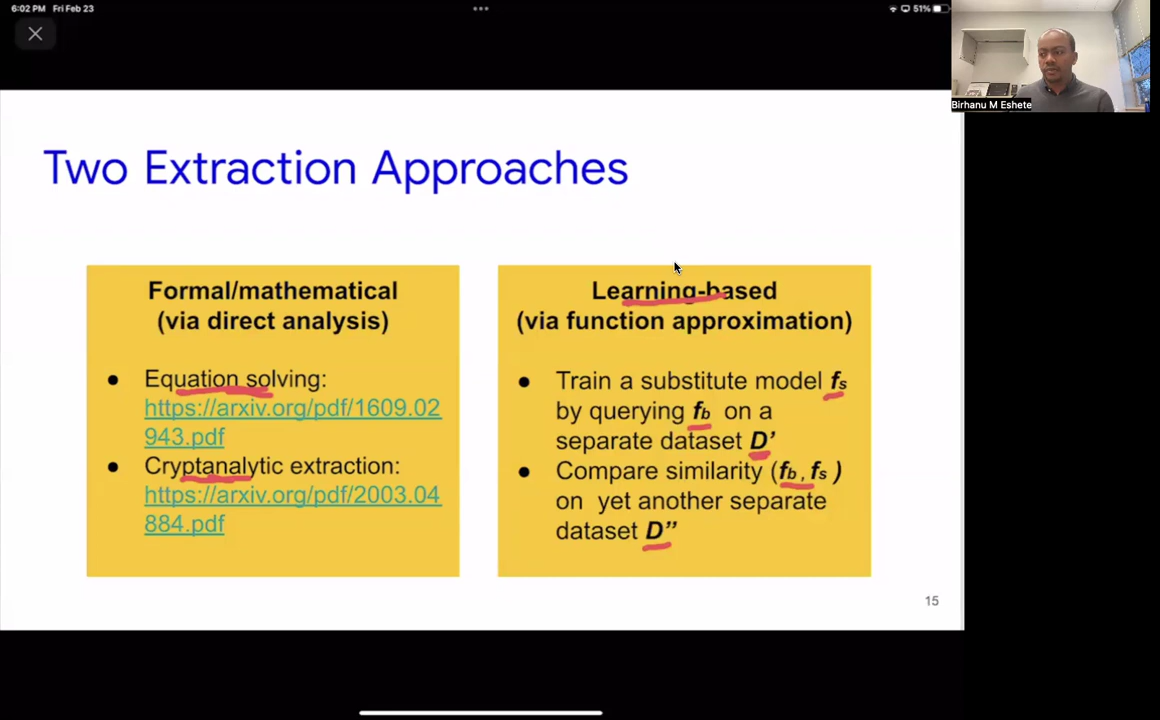 6:02 PM Fri Feb 23
51%
Birhanu M Eshete
Two Extraction Approaches
Formal/mathematical
(via direct analysis)
● Equation solving:
https://arxiv.org/pdf/1609.02
943.pdf
● Cryptanalytic extraction:
https://arxiv.org/pdf/2003.04
884.pdf
Learning-based
(via function approximation)
● Train a substitute model fs
by querying fb on a
separate dataset D'
● Compare similarity (fb , fs )
on yet another separate
dataset D”
15